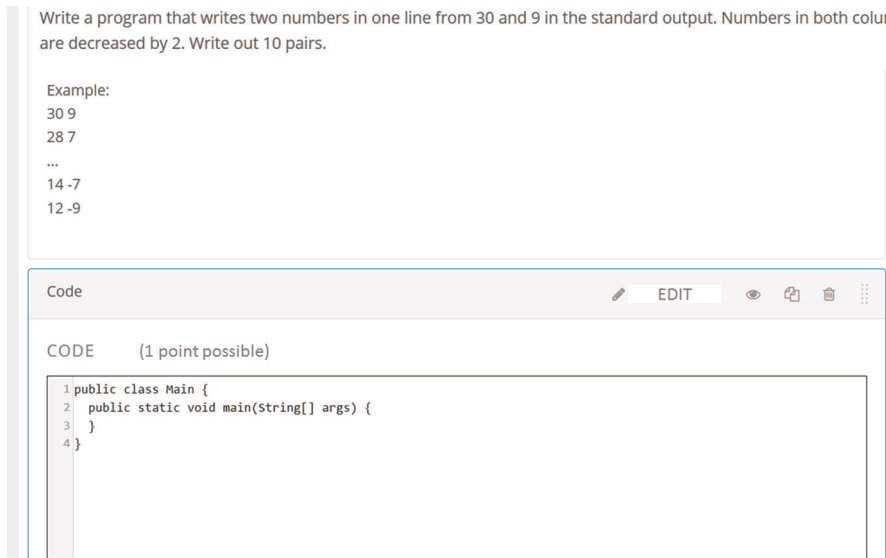 Write a program that writes two numbers in one line from 30 and 9 in the standard output. Numbers in both colu
are decreased by 2. Write out 10 pairs.
Example:
30 9
28 7
...
14 -7
12 -9
Code EDIT
CODE (1 point possible)
1 public class Main {
2 public static void main(String[] args) {
3 }
4 }